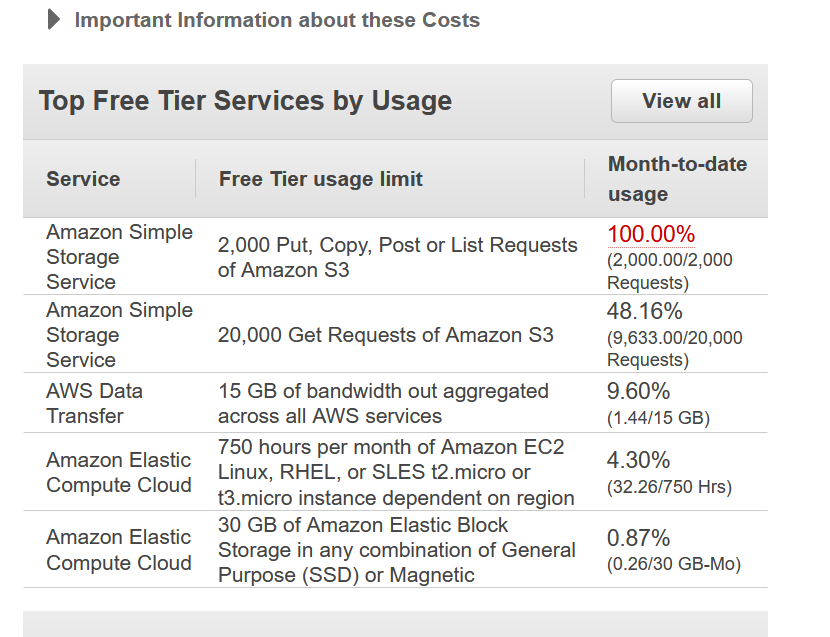 Important Information about these Costs
Top Free Tier Services by Usage
View all
Service
Free Tier usage limit
Month-to-date
usage
Amazon Simple
Storage
Service
2,000 Put, Copy, Post or List Requests
of Amazon S3
100.00%
(2,000.00/2,000
Requests)
Amazon Simple
Storage
Service
20,000 Get Requests of Amazon S3
48.16%
(9,633.00/20,000
Requests)
AWS Data
Transfer
15 GB of bandwidth out aggregated
across all AWS services
9.60%
(1.44/15 GB)
Amazon Elastic
Compute Cloud
750 hours per month of Amazon EC2
Linux, RHEL, or SLES t2.micro or
t3.micro instance dependent on region
4.30%
(32.26/750 Hrs)
Amazon Elastic
Compute Cloud
30 GB of Amazon Elastic Block
Storage in any combination of General
Purpose (SSD) or Magnetic
0.87%
(0.26/30 GB-Mo)